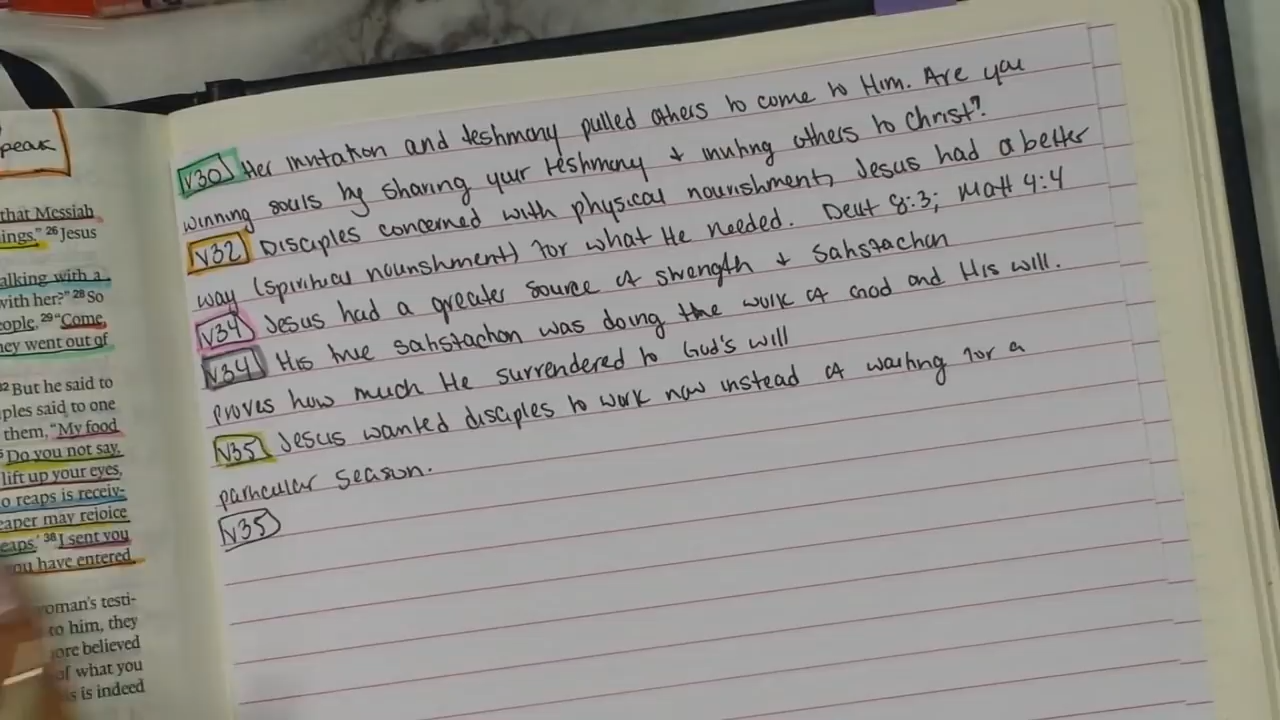 peak
that Messiah
ings." 26 Jesus
alking with a
with her?" 28 So
eople, 29 "Come
hey went out of
32 But he said to
ples said to one
them, "My food
Do you not say,
lift up your eyes,
o reaps is receiv-
eaper may rejoice
eaps.' 38 I sent you
you have entered
oman's testi-
to him, they
ore believed
of what you
s is indeed
V30 Her invitation and testimony pulled others to come to Him. Are you
winning souls by sharing your testimony + inviting others to Christ?
V32 Disciples concerned with physical nourishment, Jesus had a better
way (spiritual nourishment) for what He needed. Deut 8:3; Matt 4:4
V34 Jesus had a greater source of strength + satisfaction
V34 His true satisfaction was doing the work of God and His will.
proves how much He surrendered to God's will
V35 Jesus wanted disciples to work now instead of waiting for a
particular season.
V35